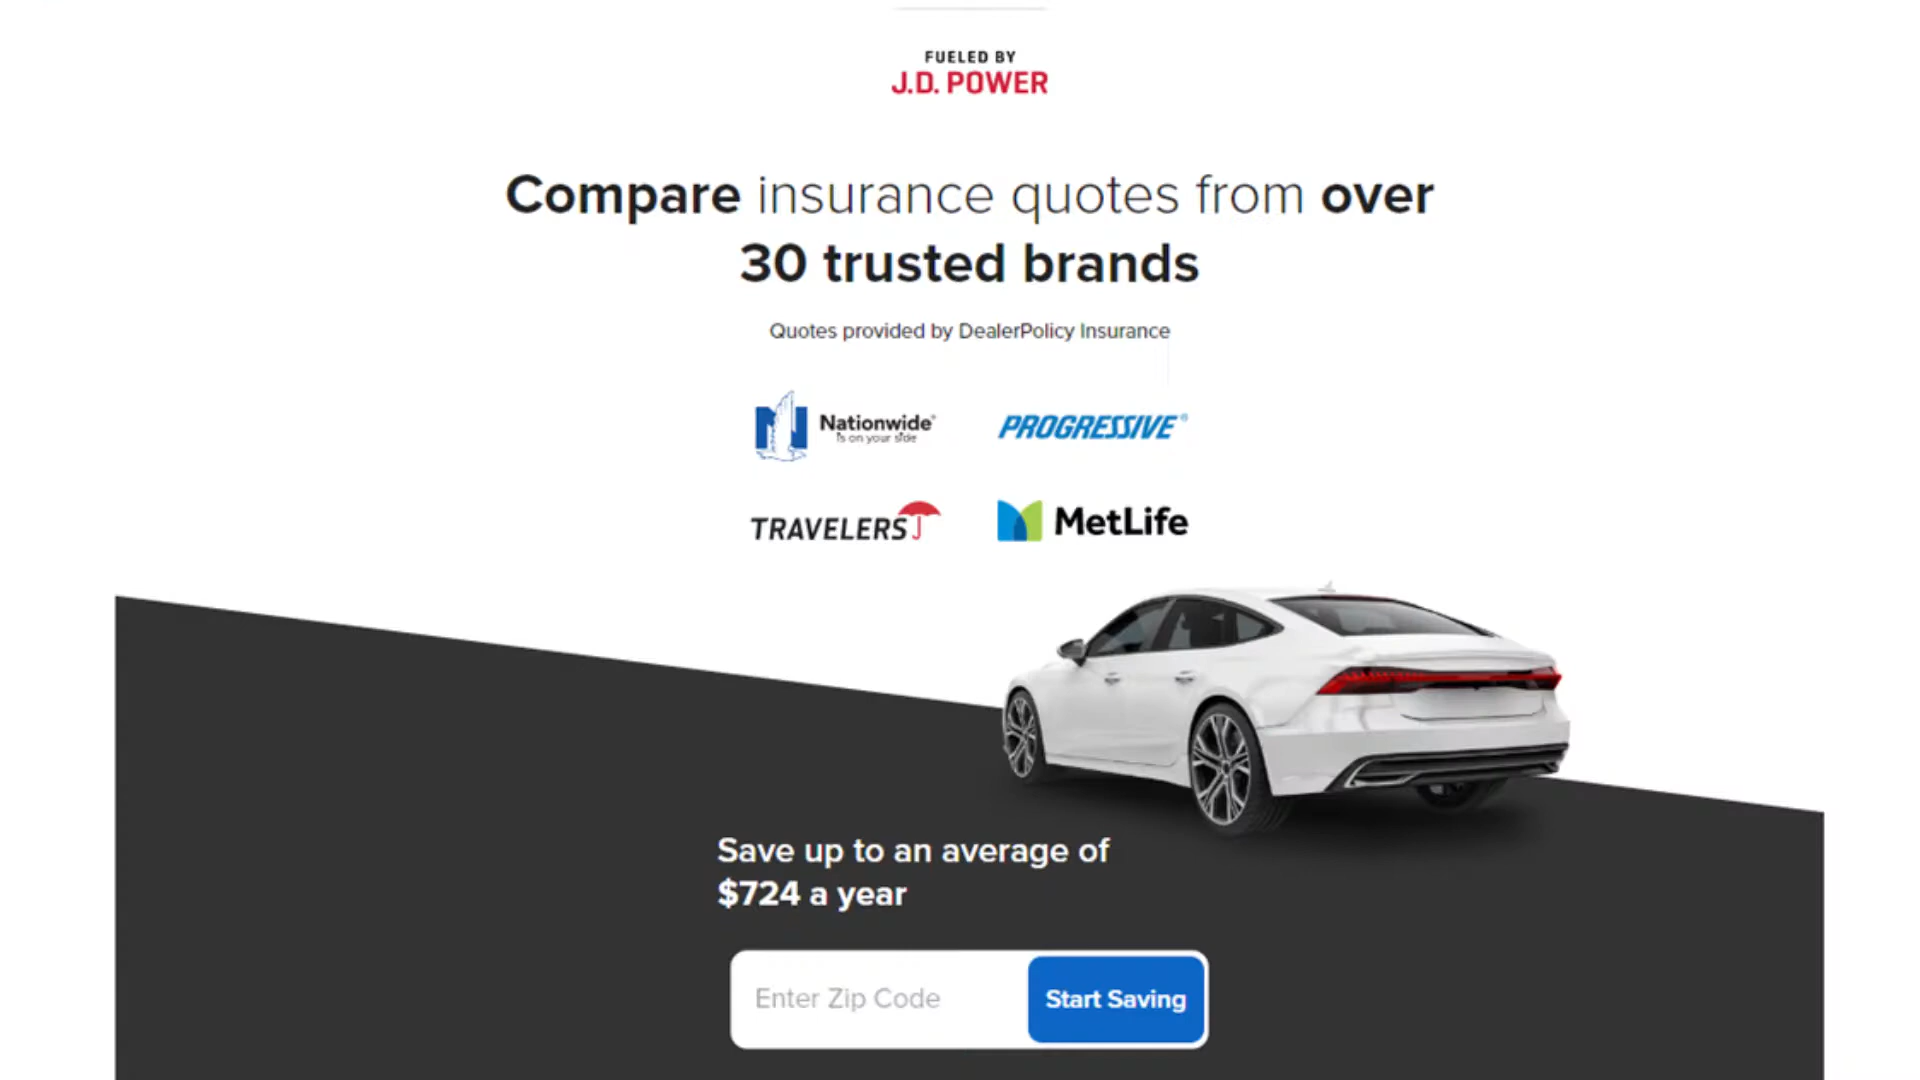 FUELED BY
J.D. POWER
Compare insurance quotes from over
30 trusted brands
Quotes provided by DealerPolicy Insurance
Nationwide®
is on your side
PROGRESSIVE®
TRAVELERS
MetLife
Save up to an average of
$724 a year
Enter Zip Code
Start Saving